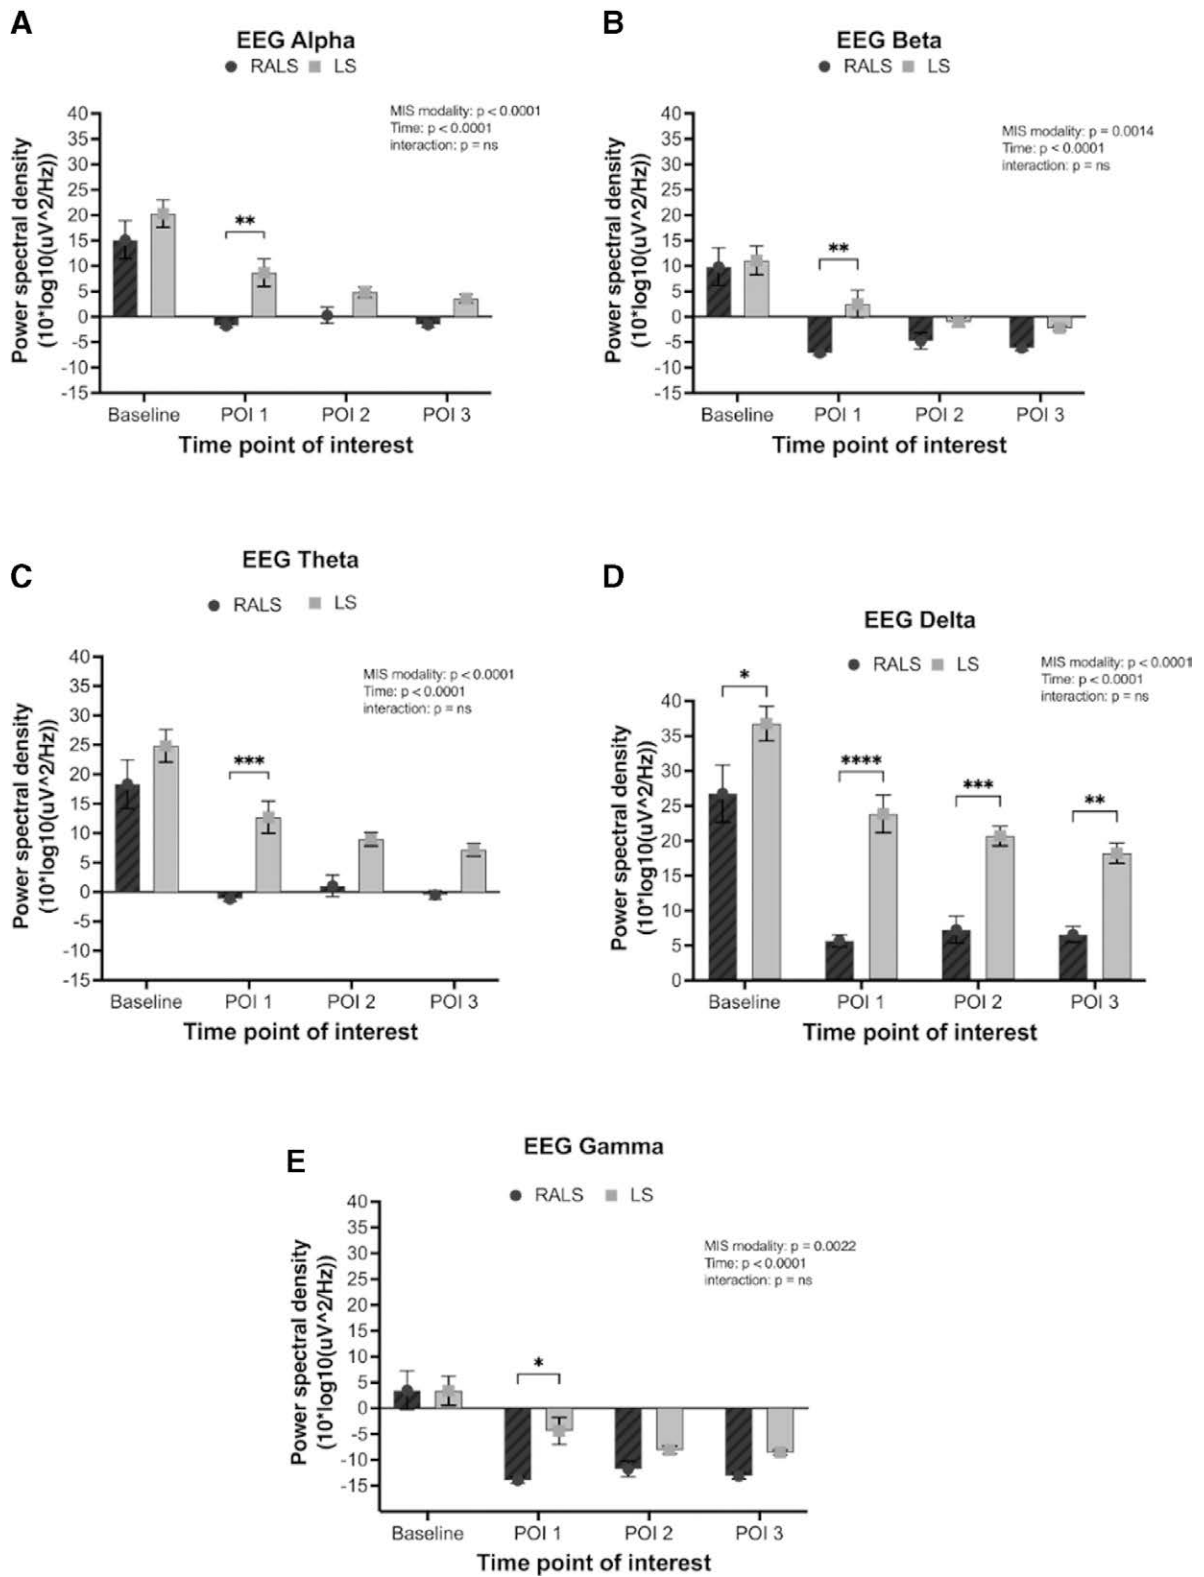 A
EEG Alpha
RALS LS
MIS modality: p < 0.0001
Time: p < 0.0001
interaction: p = ns
Power spectral density
(10*log10(uV^2/Hz))
40
35
30
25
20
15
10
5
0
-5
-10
-15
**
Baseline POI 1 POI 2 POI 3
Time point of interest
B
EEG Beta
RALS LS
MIS modality: p = 0.0014
Time: p < 0.0001
interaction: p = ns
Power spectral density
(10*log10(uV^2/Hz))
40
35
30
25
20
15
10
5
0
-5
-10
-15
**
Baseline POI 1 POI 2 POI 3
Time point of interest
C
EEG Theta
RALS LS
MIS modality: p < 0.0001
Time: p < 0.0001
interaction: p = ns
Power spectral density
(10*log10(uV^2/Hz))
40
35
30
25
20
15
10
5
0
-5
-10
-15
***
Baseline POI 1 POI 2 POI 3
Time point of interest
D
EEG Delta
RALS LS
MIS modality: p < 0.0001
Time: p < 0.0001
interaction: p = ns
Power spectral density
(10*log10(uV^2/Hz))
40
35
30
25
20
15
10
5
0
*
****
***
**
Baseline POI 1 POI 2 POI 3
Time point of interest
E
EEG Gamma
RALS LS
MIS modality: p = 0.0022
Time: p < 0.0001
interaction: p = ns
Power spectral density
(10*log10(uV^2/Hz))
40
35
30
25
20
15
10
5
0
-5
-10
-15
*
Baseline POI 1 POI 2 POI 3
Time point of interest